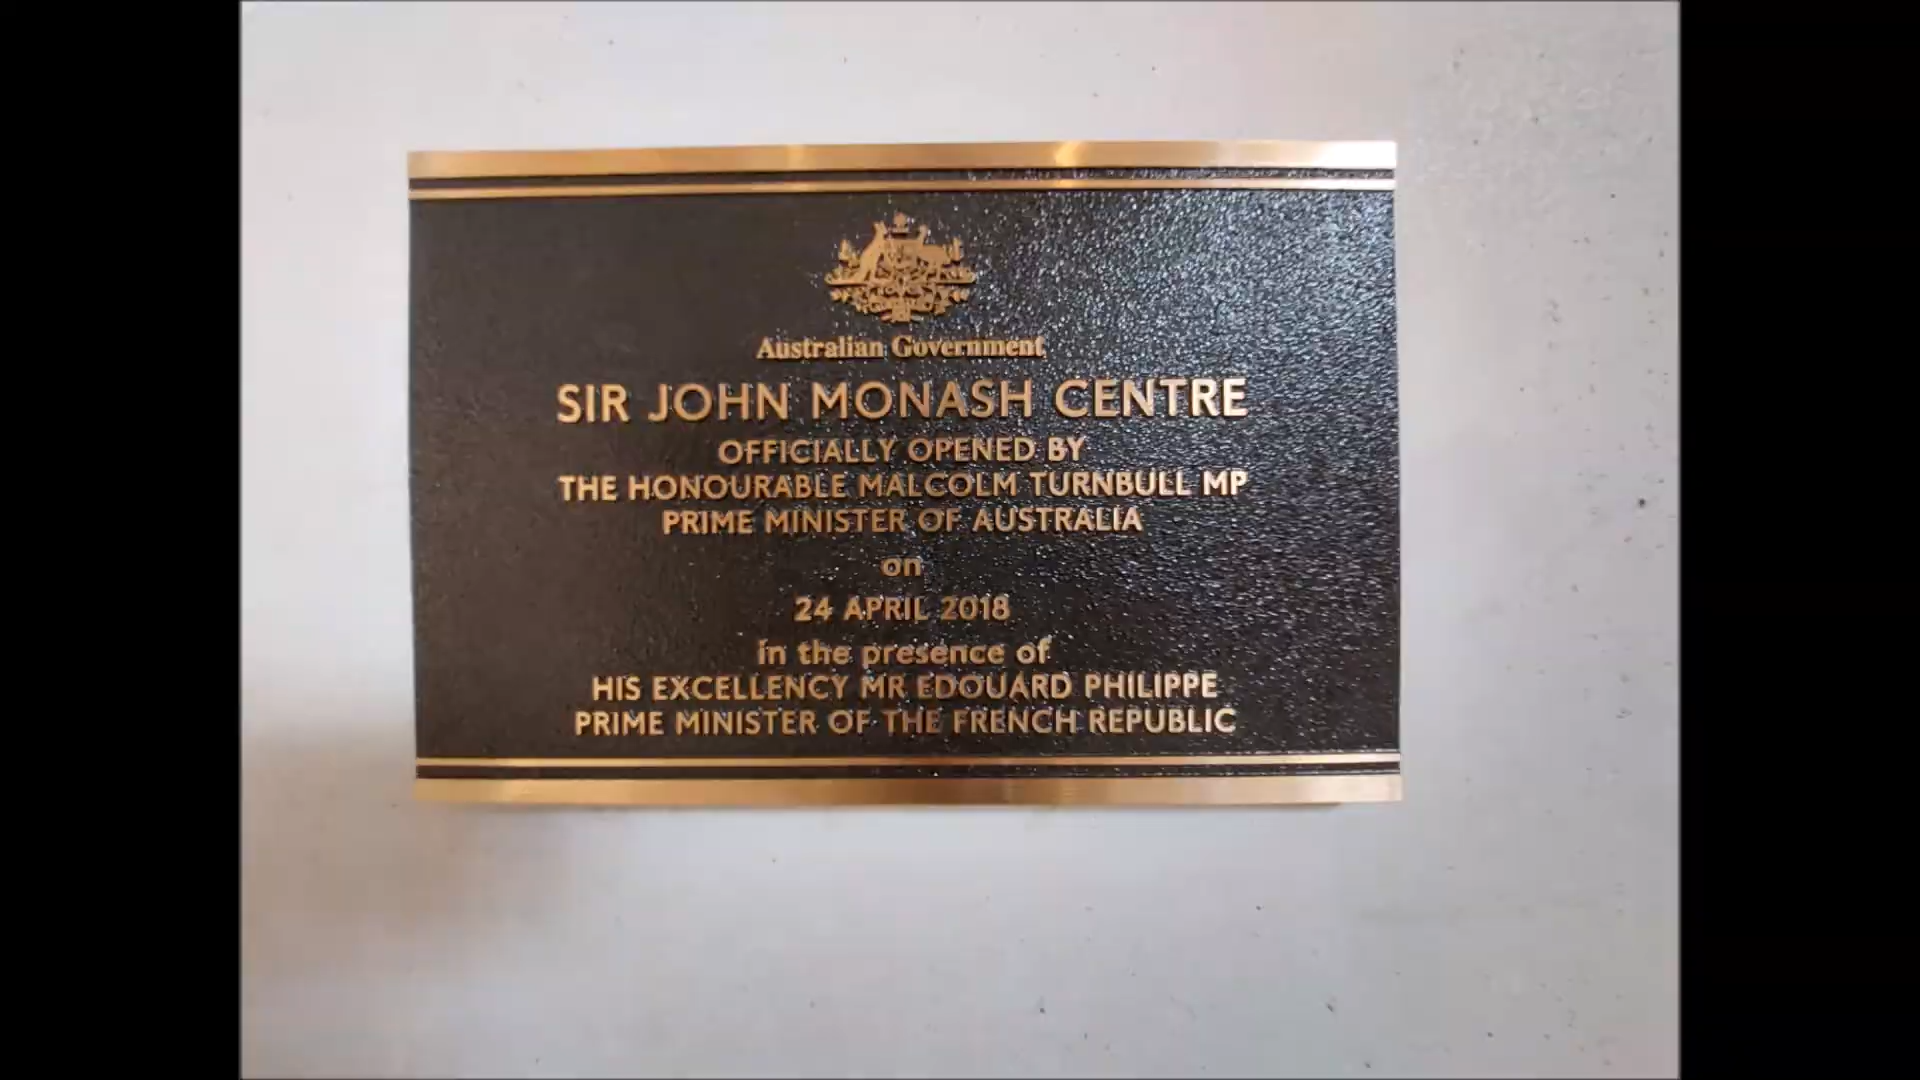 Australian Government
SIR JOHN MONASH CENTRE
OFFICIALLY OPENED BY
THE HONOURABLE MALCOLM TURNBULL MP
PRIME MINISTER OF AUSTRALIA
on
24 APRIL 2018
in the presence of
HIS EXCELLENCY MR EDOUARD PHILIPPE
PRIME MINISTER OF THE FRENCH REPUBLIC